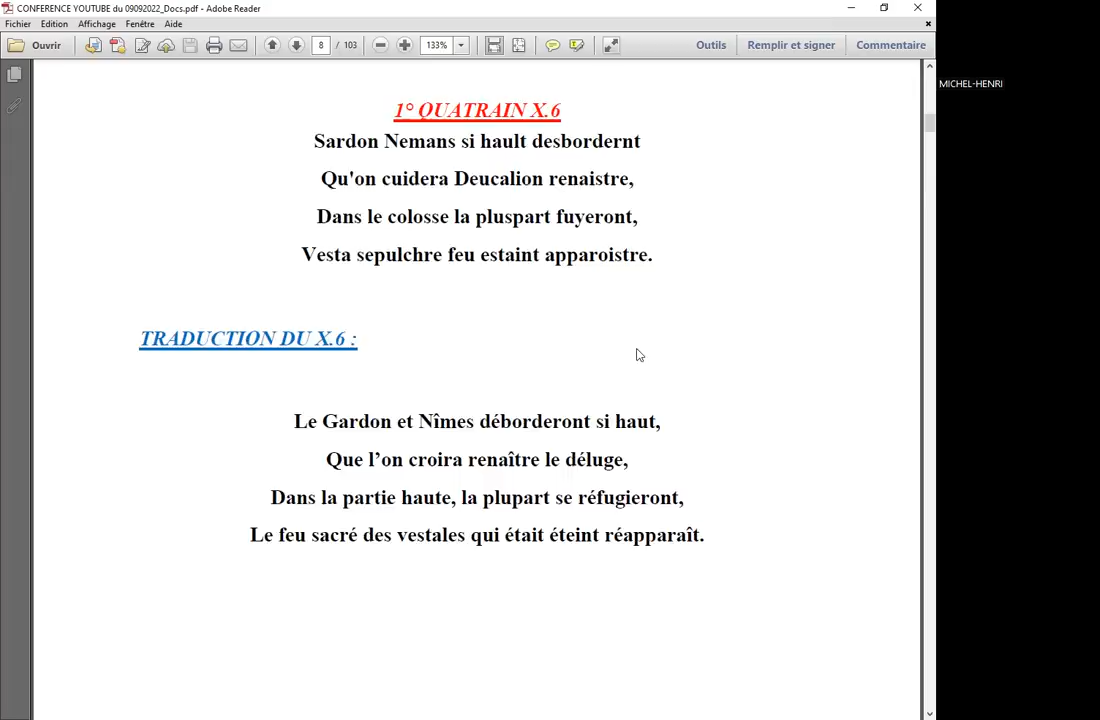 CONFERENCE YOUTUBE du 09092022_Docs.pdf - Adobe Reader
Fichier Edition Affichage Fenêtre Aide
Ouvrir 8 / 103 133% Outils Remplir et signer Commentaire
MICHEL-HENRI
1° QUATRAIN X.6
Sardon Nemans si hault desbordernt
Qu'on cuidera Deucalion renaistre,
Dans le colosse la pluspart fuyeront,
Vesta sepulchre feu estaint apparoistre.
TRADUCTION DU X.6 :
Le Gardon et Nîmes déborderont si haut,
Que l’on croira renaître le déluge,
Dans la partie haute, la plupart se réfugieront,
Le feu sacré des vestales qui était éteint réapparaît.